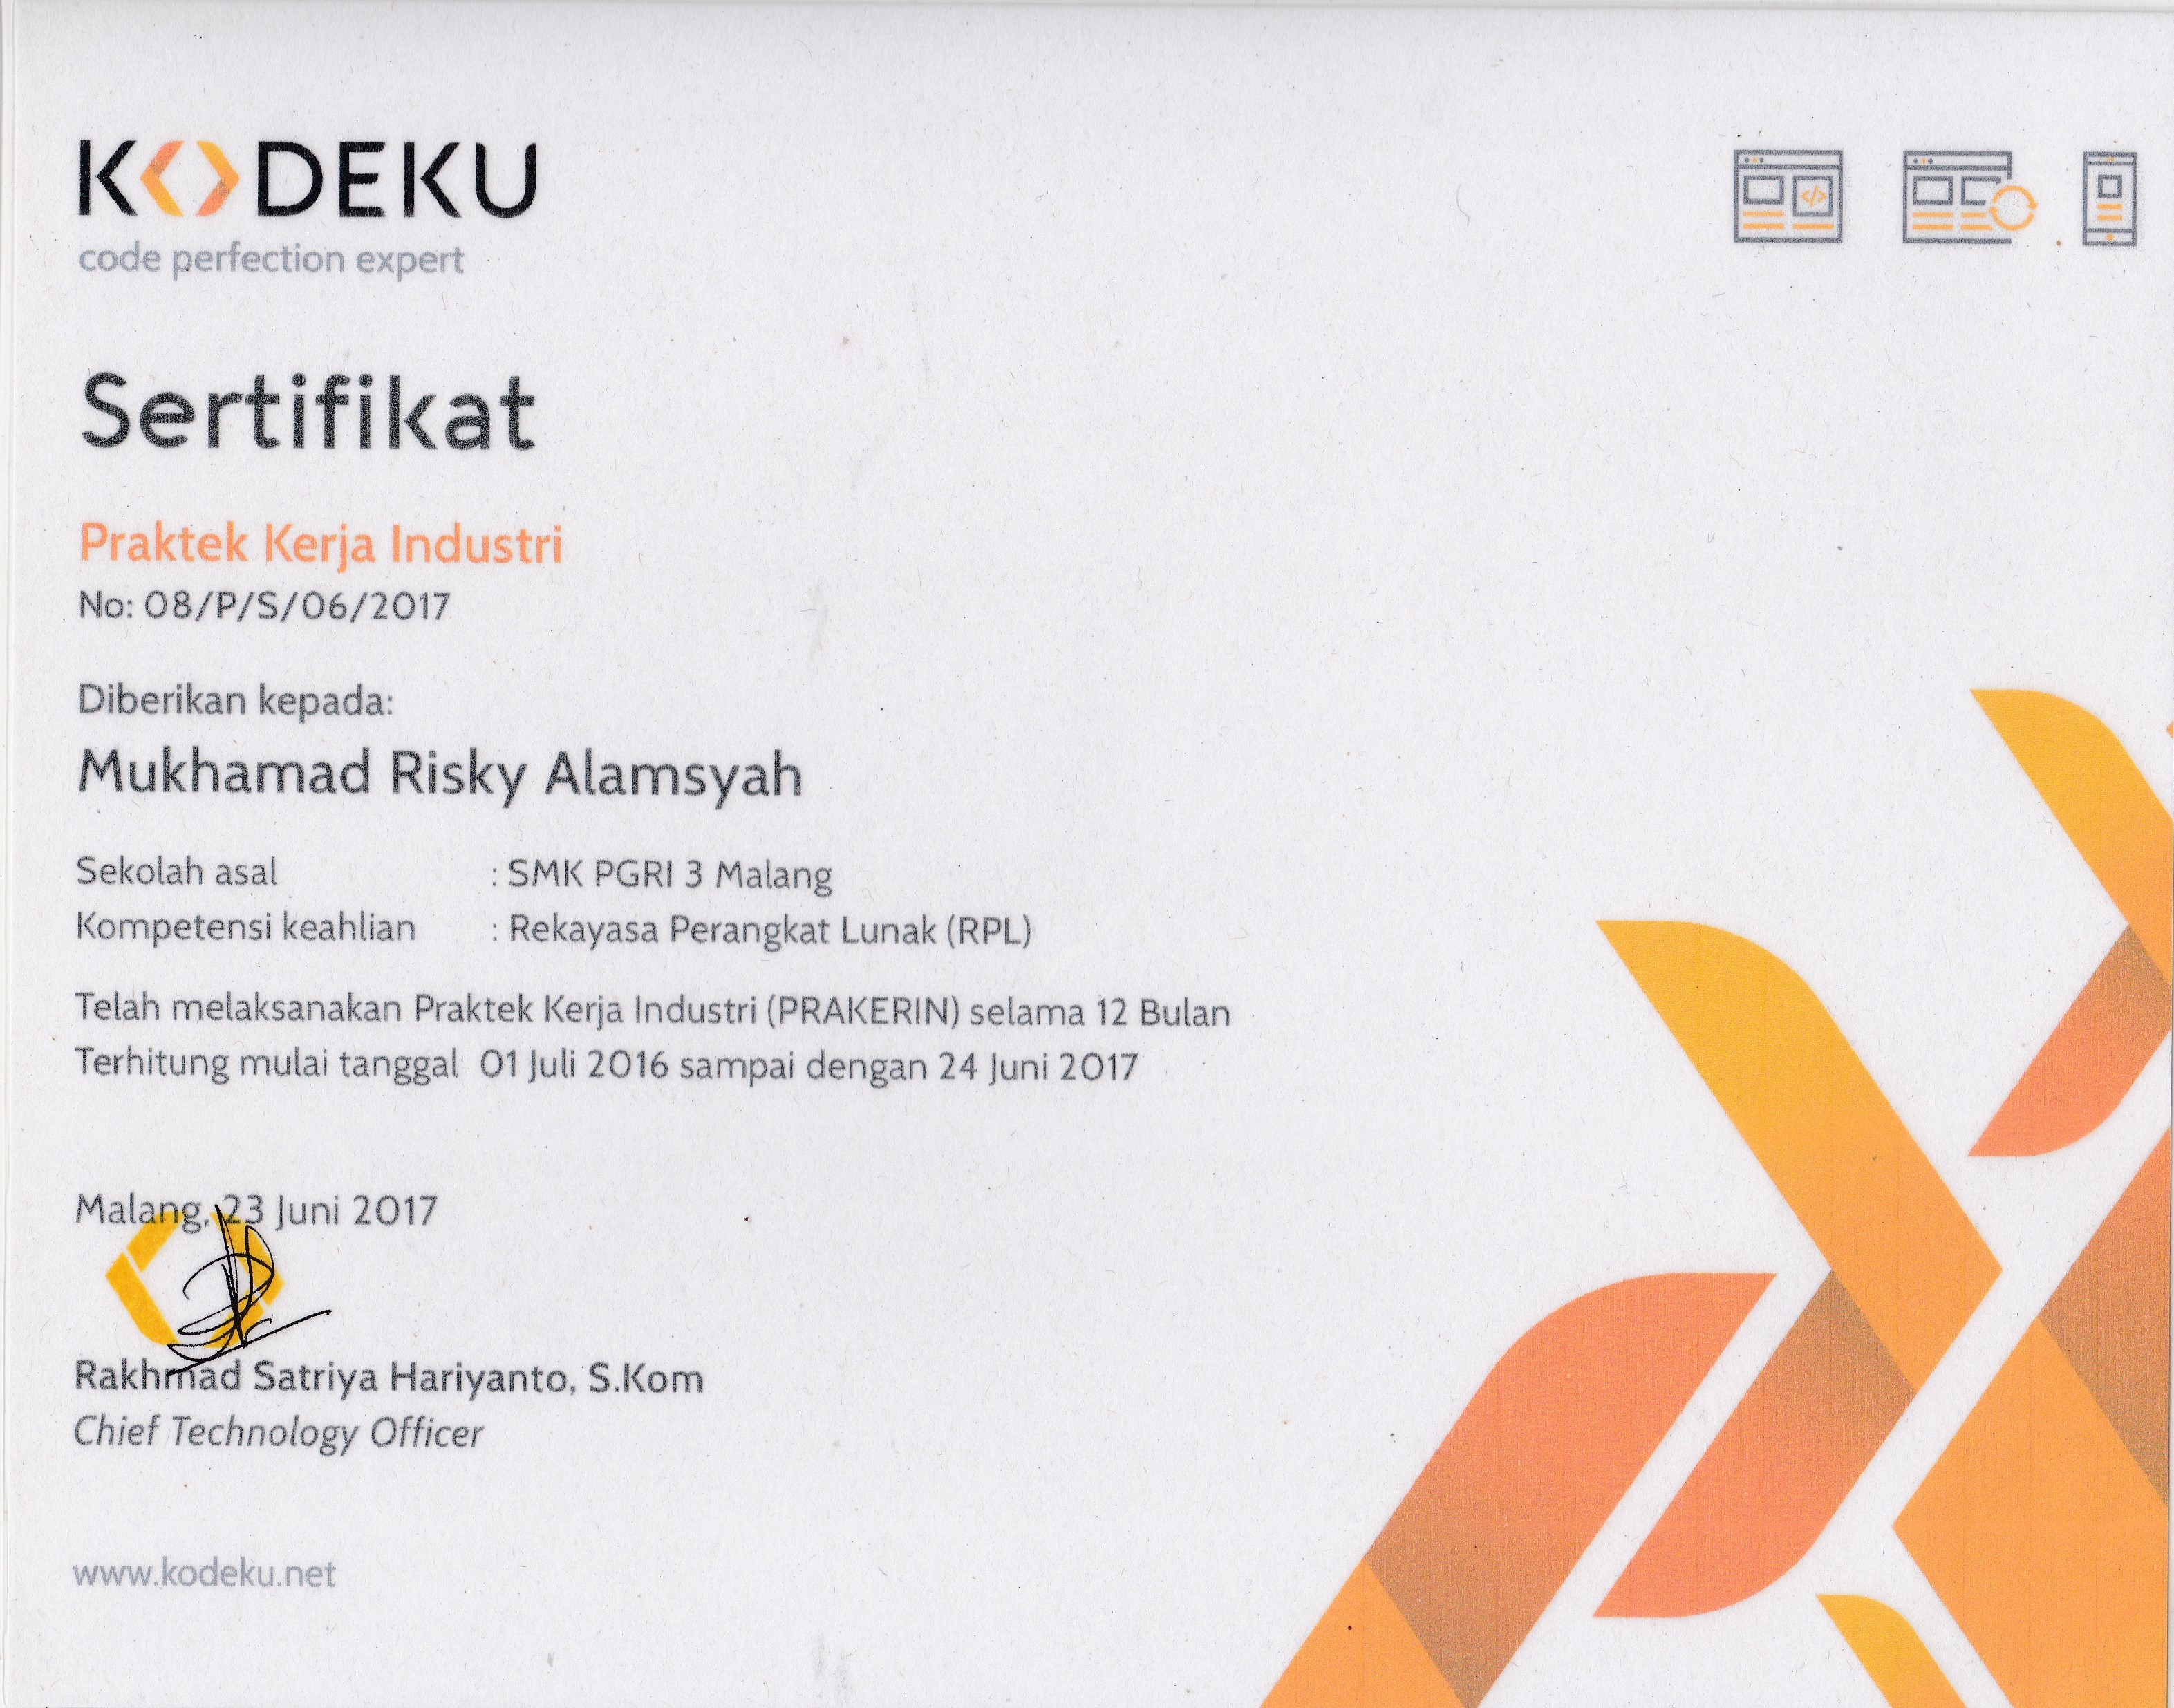 KODEKU
code perfection expert
Sertifikat
Praktek Kerja Industri
No: 08/P/S/06/2017
Diberikan kepada:
Mukhamad Risky Alamsyah
Sekolah asal : SMK PGRI 3 Malang
Kompetensi keahlian : Rekayasa Perangkat Lunak (RPL)
Telah melaksanakan Praktek Kerja Industri (PRAKERIN) selama 12 Bulan
Terhitung mulai tanggal 01 Juli 2016 sampai dengan 24 Juni 2017
Malang, 23 Juni 2017
Rakhmad Satriya Hariyanto, S.Kom
Chief Technology Officer
www.kodeku.net